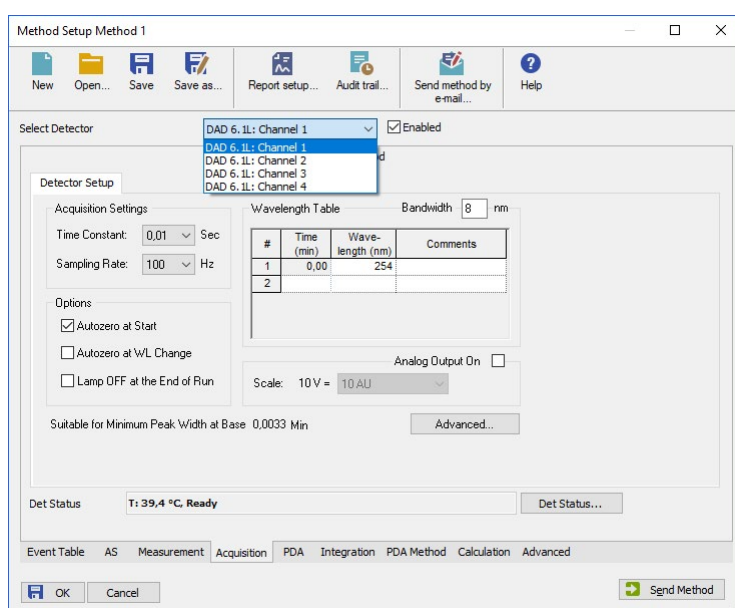 Method Setup Method 1
New Open... Save Save as... Report setup... Audit trail... Send method by e-mail... Help
Select Detector DAD 6.1L: Channel 1 Enabled
DAD 6.1L: Channel 1
DAD 6.1L: Channel 2
DAD 6.1L: Channel 3
DAD 6.1L: Channel 4
Detector Setup
Acquisition Settings
Time Constant: 0,01 Sec
Sampling Rate: 100 Hz
Options
Autozero at Start
Autozero at WL Change
Lamp OFF at the End of Run
Wavelength Table Bandwidth 8 nm
# Time (min) Wave-length (nm) Comments
1 0,00 254
2
Analog Output On
Scale: 10 V = 10 AU
Suitable for Minimum Peak Width at Base 0,0033 Min Advanced...
Det Status T: 39,4 °C, Ready Det Status...
Event Table AS Measurement Acquisition PDA Integration PDA Method Calculation Advanced
OK Cancel Send Method